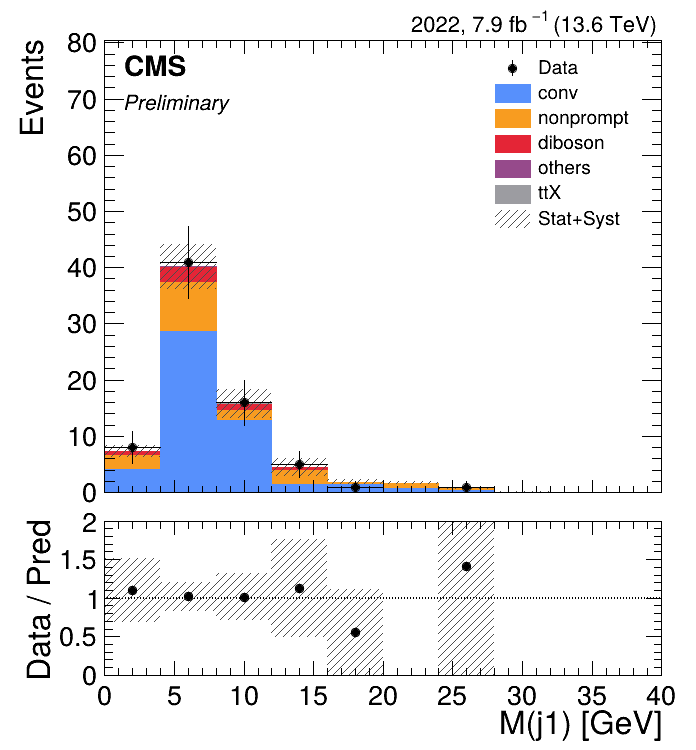 2022, 7.9 fb⁻¹ (13.6 TeV)
CMS
Preliminary
Events
80
70
60
50
40
30
20
10
0
Data
conv
nonprompt
diboson
others
ttX
Stat+Syst
Data / Pred
2
1.5
1
0.5
0
0 5 10 15 20 25 30 35 40
M(j1) [GeV]